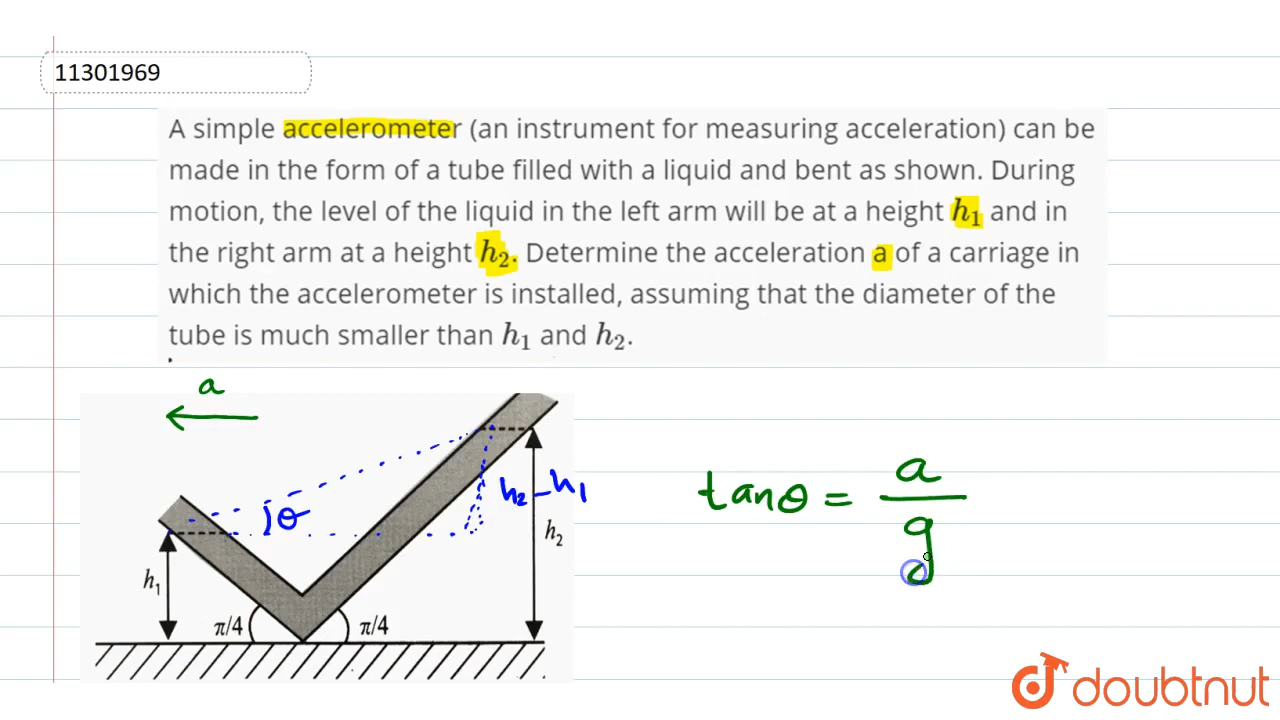 11301969
A simple accelerometer (an instrument for measuring acceleration) can be
made in the form of a tube filled with a liquid and bent as shown. During
motion, the level of the liquid in the left arm will be at a height h₁ and in
the right arm at a height h₂. Determine the acceleration a of a carriage in
which the accelerometer is installed, assuming that the diameter of the
tube is much smaller than h₁ and h₂.
a
θ
h₂-h₁
h₂
h₁
π/4
π/4
tanθ = a/g
doubtnut